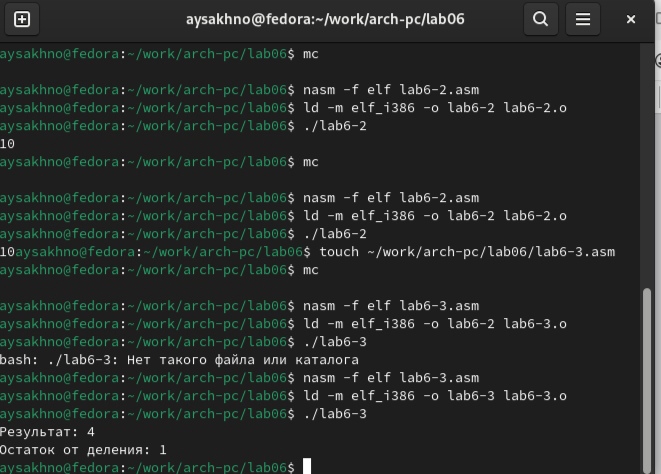 aysakhno@fedora:~/work/arch-pc/lab06
aysakhno@fedora:~/work/arch-pc/lab06$ mc
aysakhno@fedora:~/work/arch-pc/lab06$ nasm -f elf lab6-2.asm
aysakhno@fedora:~/work/arch-pc/lab06$ ld -m elf_i386 -o lab6-2 lab6-2.o
aysakhno@fedora:~/work/arch-pc/lab06$ ./lab6-2
10
aysakhno@fedora:~/work/arch-pc/lab06$ mc
aysakhno@fedora:~/work/arch-pc/lab06$ nasm -f elf lab6-2.asm
aysakhno@fedora:~/work/arch-pc/lab06$ ld -m elf_i386 -o lab6-2 lab6-2.o
aysakhno@fedora:~/work/arch-pc/lab06$ ./lab6-2
10aysakhno@fedora:~/work/arch-pc/lab06$ touch ~/work/arch-pc/lab06/lab6-3.asm
aysakhno@fedora:~/work/arch-pc/lab06$ mc
aysakhno@fedora:~/work/arch-pc/lab06$ nasm -f elf lab6-3.asm
aysakhno@fedora:~/work/arch-pc/lab06$ ld -m elf_i386 -o lab6-2 lab6-3.o
aysakhno@fedora:~/work/arch-pc/lab06$ ./lab6-3
bash: ./lab6-3: Нет такого файла или каталога
aysakhno@fedora:~/work/arch-pc/lab06$ nasm -f elf lab6-3.asm
aysakhno@fedora:~/work/arch-pc/lab06$ ld -m elf_i386 -o lab6-3 lab6-3.o
aysakhno@fedora:~/work/arch-pc/lab06$ ./lab6-3
Результат: 4
Остаток от деления: 1
aysakhno@fedora:~/work/arch-pc/lab06$